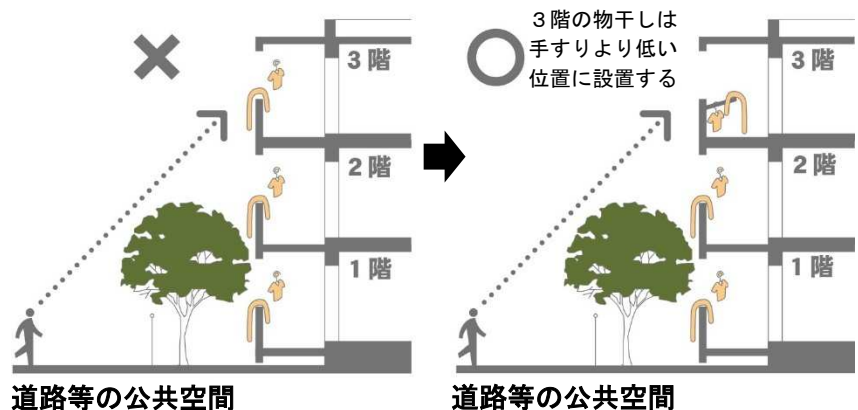 ×
3階
2階
1階
道路等の公共空間
○
３階の物干しは
手すりより低い
位置に設置する
3階
2階
1階
道路等の公共空間